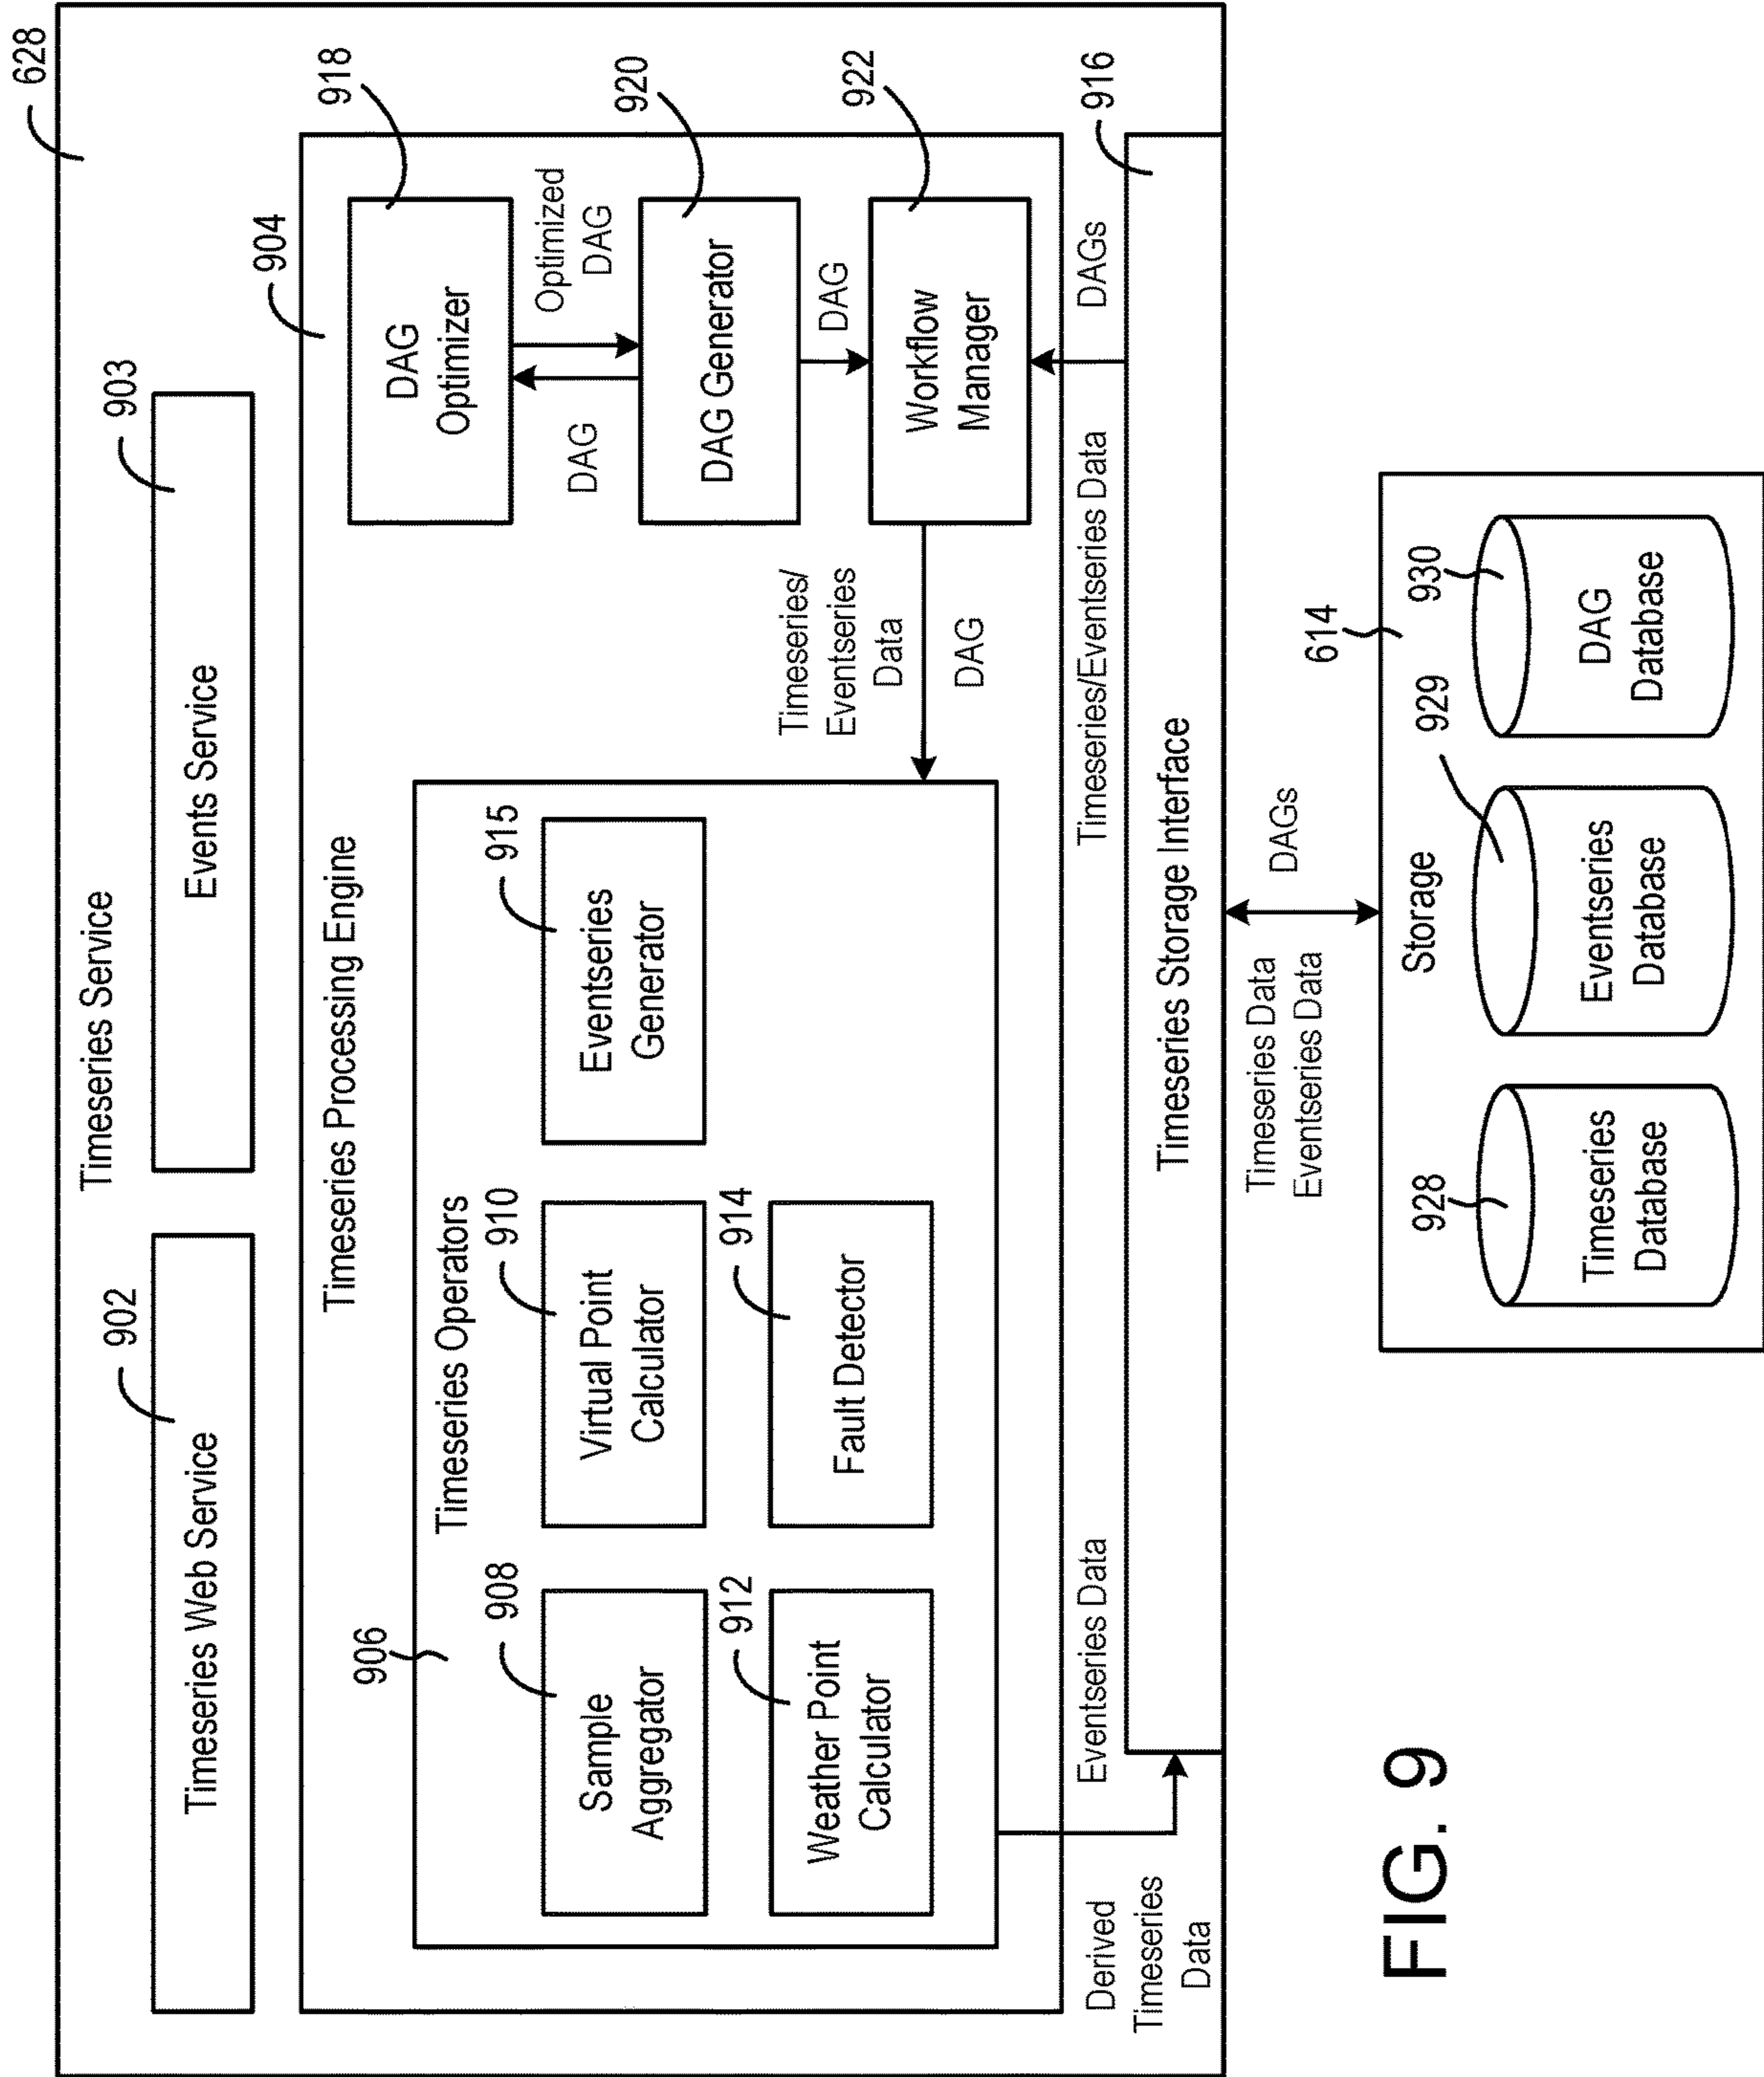 628
Timeseries Service
902
903
Timeseries Web Service
Events Service
904
Timeseries Processing Engine
906
Timeseries Operators
908
Sample
Aggregator
910
Virtual Point
Calculator
915
Eventseries
Generator
912
Weather Point
Calculator
914
Fault Detector
918
DAG
Optimizer
DAG
Optimized
DAG
920
DAG Generator
DAG
922
Workflow
Manager
Timeseries/
Eventseries
Data
DAG
Derived
Timeseries
Data
Eventseries Data
Timeseries/Eventseries Data
DAGs
916
Timeseries Storage Interface
Timeseries Data
Eventseries Data
DAGs
614
Storage
928
Timeseries
Database
929
Eventseries
Database
930
DAG
Database
FIG. 9